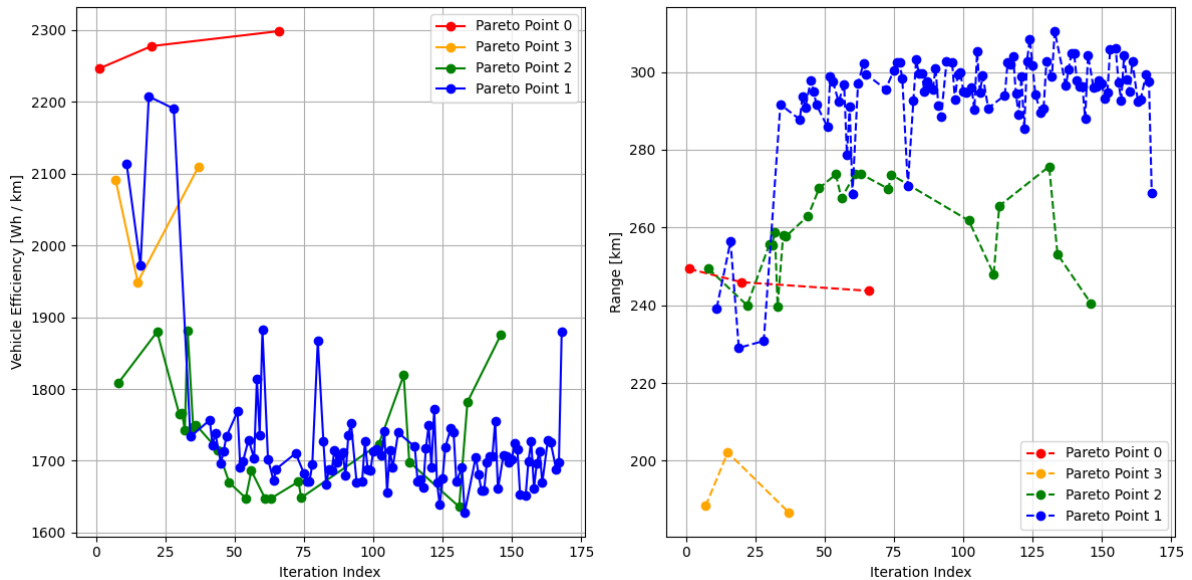 2300
2200
2100
2000
1900
1800
1700
1600
Vehicle Efficiency [Wh / km]
0
25
50
75
100
125
150
175
Iteration Index
Pareto Point 0
Pareto Point 3
Pareto Point 2
Pareto Point 1
300
280
260
240
220
200
Range [km]
0
25
50
75
100
125
150
175
Iteration Index
Pareto Point 0
Pareto Point 3
Pareto Point 2
Pareto Point 1